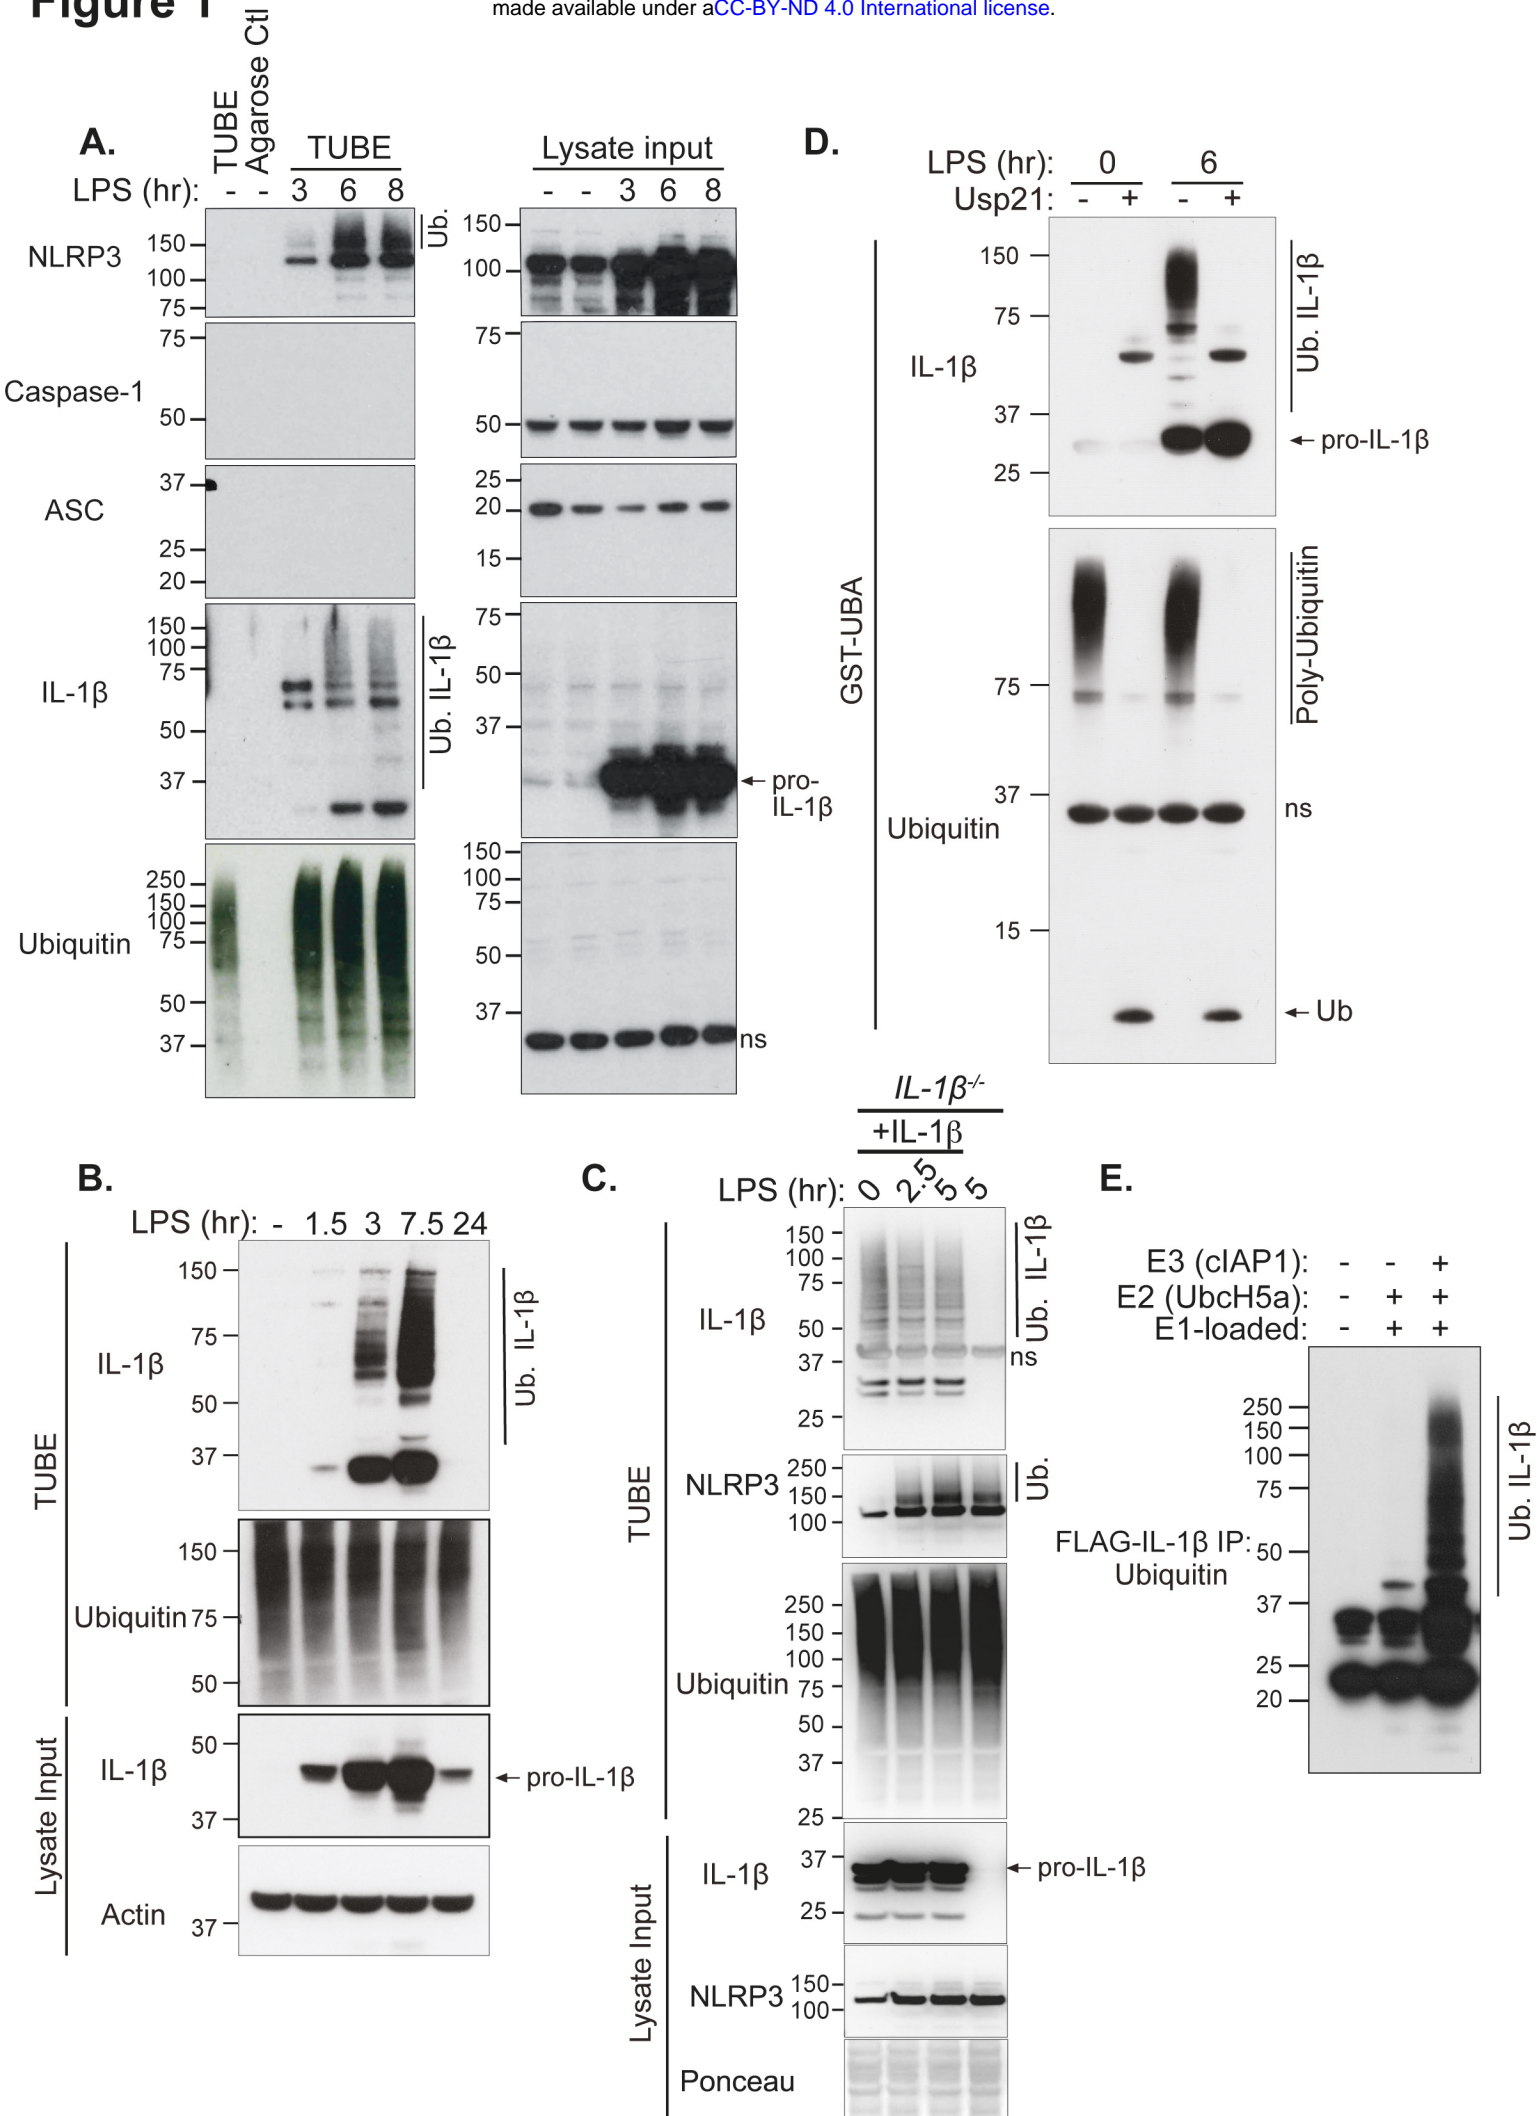 Figure 1
made available under aCC-BY-ND 4.0 International license.
A.
TUBE
Agarose Ctl
TUBE
LPS (hr): - - 3 6 8
Lysate input
- - 3 6 8
NLRP3
150
100
75
Ub.
150
100
Caspase-1
75
50
75
50
ASC
37
25
20
25
20
15
IL-1β
150
100
75
50
37
Ub. IL-1β
75
50
37
pro-
IL-1β
Ubiquitin
250
150
100
75
50
37
150
100
75
50
37
ns
D.
LPS (hr): 0 6
Usp21: - + - +
GST-UBA
IL-1β
150
75
37
25
Ub. IL-1β
pro-IL-1β
Ubiquitin
75
37
15
Poly-Ubiquitin
ns
Ub
B.
LPS (hr): - 1.5 3 7.5 24
TUBE
IL-1β
150
75
50
37
Ub. IL-1β
Ubiquitin
150
75
50
Lysate Input
IL-1β
50
37
pro-IL-1β
Actin
37
C.
IL-1β-/-
+IL-1β
LPS (hr): 0 2.5 5 5
TUBE
IL-1β
150
100
75
50
37
25
Ub. IL-1β
ns
NLRP3
250
150
100
Ub.
Ubiquitin
250
150
100
75
50
37
25
Lysate Input
IL-1β
37
25
pro-IL-1β
NLRP3
150
100
Ponceau
E.
E3 (cIAP1): - - +
E2 (UbcH5a): - + +
E1-loaded: - + +
FLAG-IL-1β IP:
Ubiquitin
250
150
100
75
50
37
25
20
Ub. IL-1β